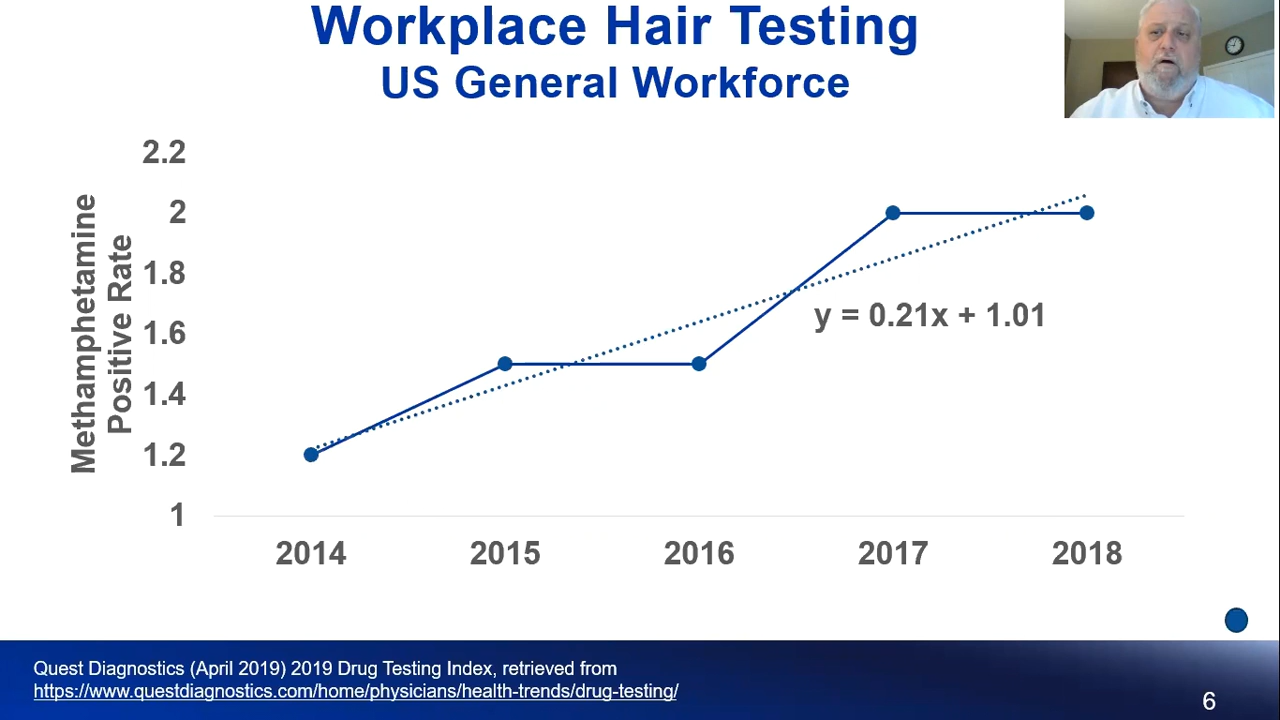 Workplace Hair Testing
US General Workforce
Methamphetamine
Positive Rate
2.2
2
1.8
1.6
1.4
1.2
1
y = 0.21x + 1.01
2014 2015 2016 2017 2018
Quest Diagnostics (April 2019) 2019 Drug Testing Index, retrieved from
https://www.questdiagnostics.com/home/physicians/health-trends/drug-testing/
6